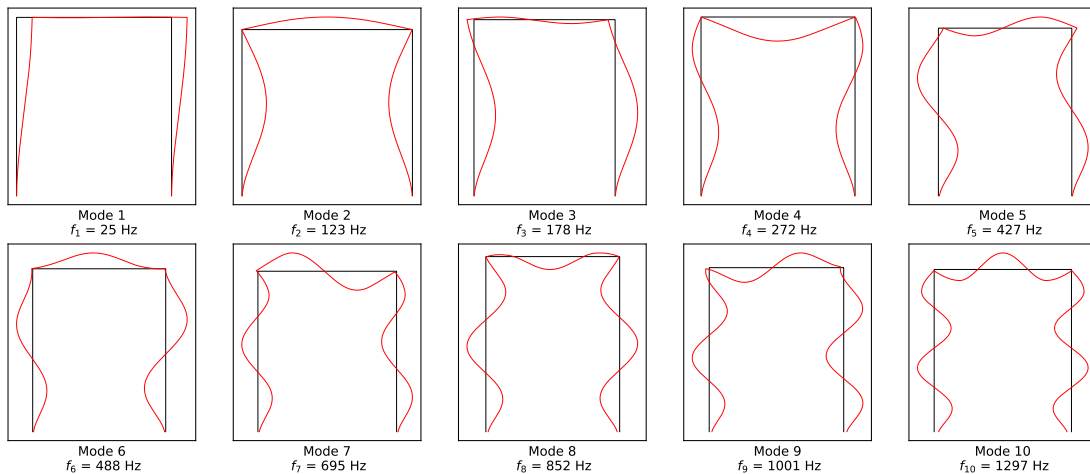 Mode 1
f₁ = 25 Hz
Mode 2
f₂ = 123 Hz
Mode 3
f₃ = 178 Hz
Mode 4
f₄ = 272 Hz
Mode 5
f₅ = 427 Hz
Mode 6
f₆ = 488 Hz
Mode 7
f₇ = 695 Hz
Mode 8
f₈ = 852 Hz
Mode 9
f₉ = 1001 Hz
Mode 10
f₁₀ = 1297 Hz